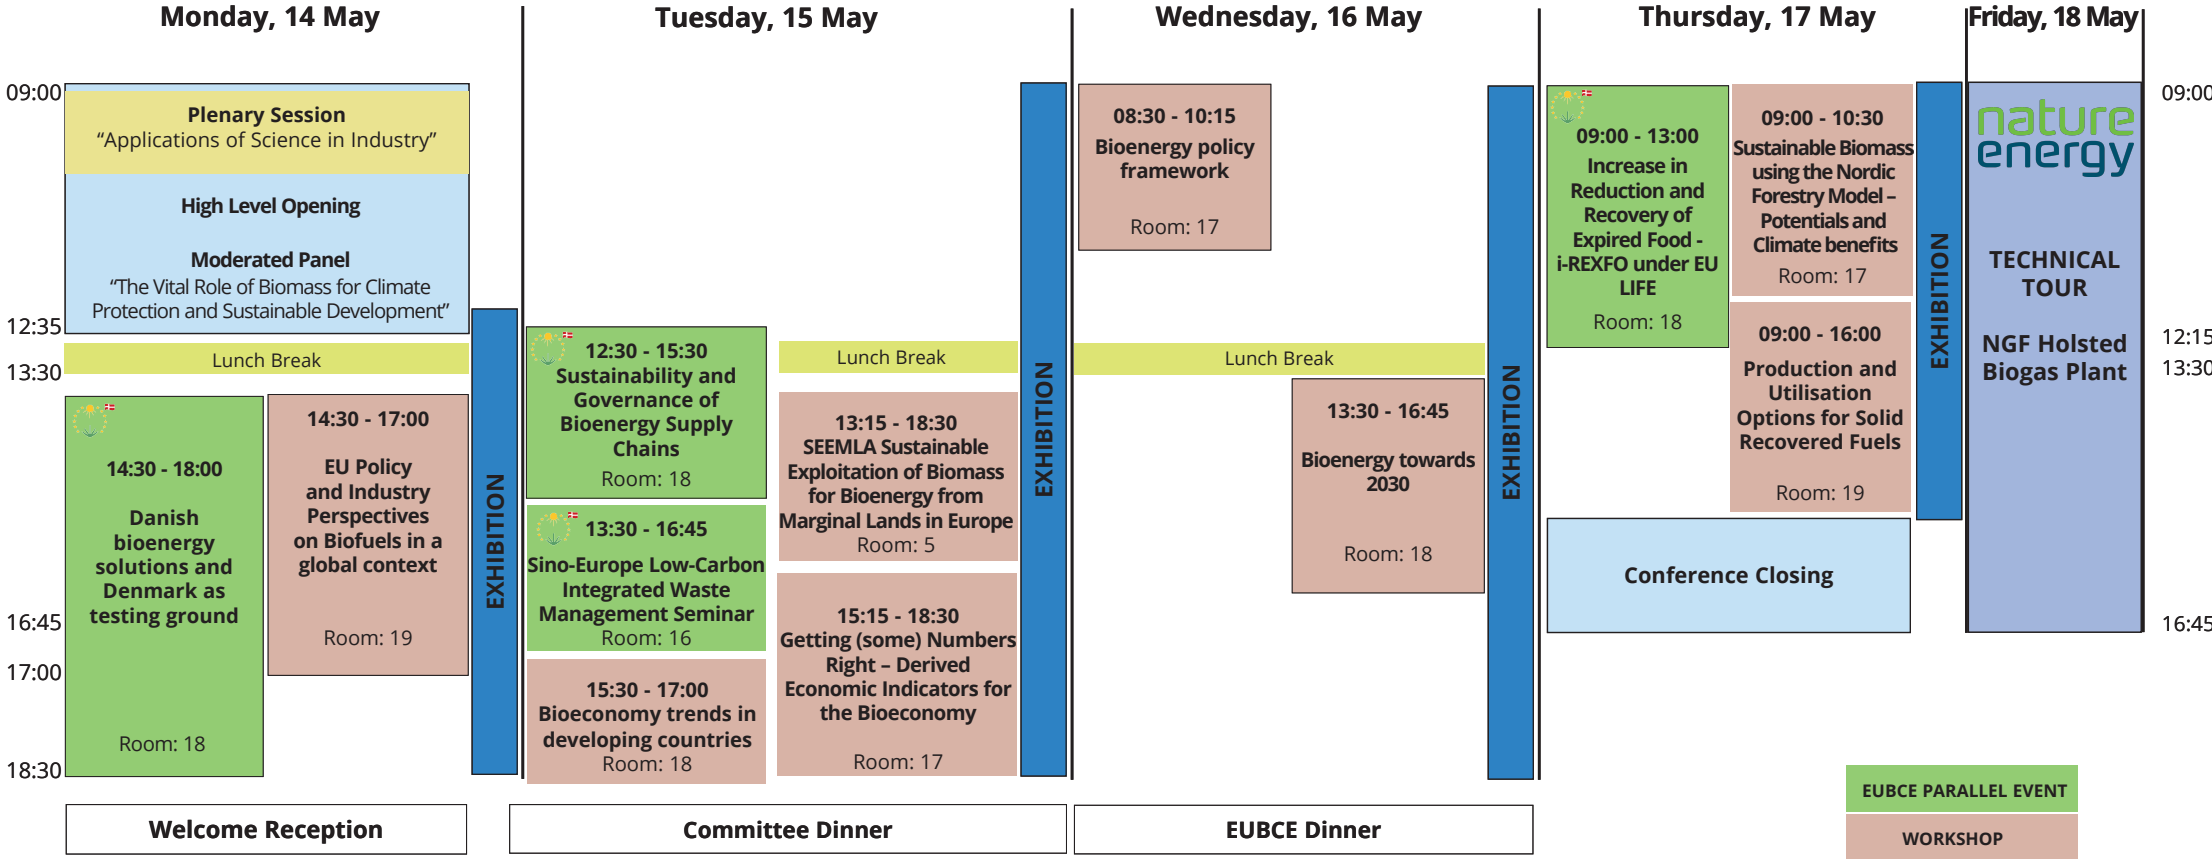 Monday, 14 May
Tuesday, 15 May
Wednesday, 16 May
Thursday, 17 May
Friday, 18 May
09:00
12:35
13:30
16:45
17:00
18:30
Plenary Session
“Applications of Science in Industry”
High Level Opening
Moderated Panel
“The Vital Role of Biomass for Climate
Protection and Sustainable Development”
Lunch Break
14:30 - 18:00
Danish
bioenergy
solutions and
Denmark as
testing ground
Room: 18
14:30 - 17:00
EU Policy
and Industry
Perspectives
on Biofuels in a
global context
Room: 19
EXHIBITION
Welcome Reception
12:30 - 15:30
Sustainability and
Governance of
Bioenergy Supply
Chains
Room: 18
13:30 - 16:45
Sino-Europe Low-Carbon
Integrated Waste
Management Seminar
Room: 16
15:30 - 17:00
Bioeconomy trends in
developing countries
Room: 18
Lunch Break
13:15 - 18:30
SEEMLA Sustainable
Exploitation of Biomass
for Bioenergy from
Marginal Lands in Europe
Room: 5
15:15 - 18:30
Getting (some) Numbers
Right – Derived
Economic Indicators for
the Bioeconomy
Room: 17
EXHIBITION
Committee Dinner
08:30 - 10:15
Bioenergy policy
framework
Room: 17
Lunch Break
13:30 - 16:45
Bioenergy towards
2030
Room: 18
EXHIBITION
EUBCE Dinner
09:00 - 13:00
Increase in
Reduction and
Recovery of
Expired Food -
i-REXFO under EU
LIFE
Room: 18
09:00 - 10:30
Sustainable Biomass
using the Nordic
Forestry Model –
Potentials and
Climate benefits
Room: 17
09:00 - 16:00
Production and
Utilisation
Options for Solid
Recovered Fuels
Room: 19
EXHIBITION
Conference Closing
nature
energy
TECHNICAL
TOUR
NGF Holsted
Biogas Plant
09:00
12:15
13:30
16:45
EUBCE PARALLEL EVENT
WORKSHOP